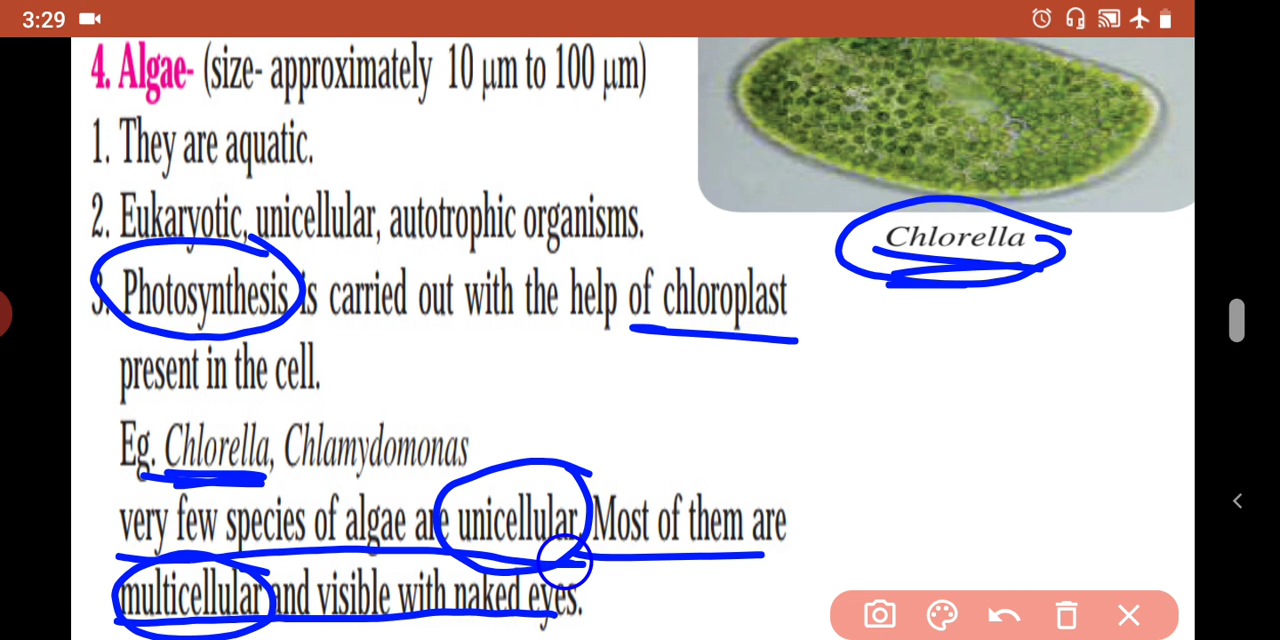 3:29
4. Algae- (size- approximately 10 μm to 100 μm)
1. They are aquatic.
2. Eukaryotic, unicellular, autotrophic organisms.
Chlorella
3. Photosynthesis is carried out with the help of chloroplast
present in the cell.
Eg. Chlorella, Chlamydomonas
very few species of algae are unicellular. Most of them are
multicellular and visible with naked eyes.